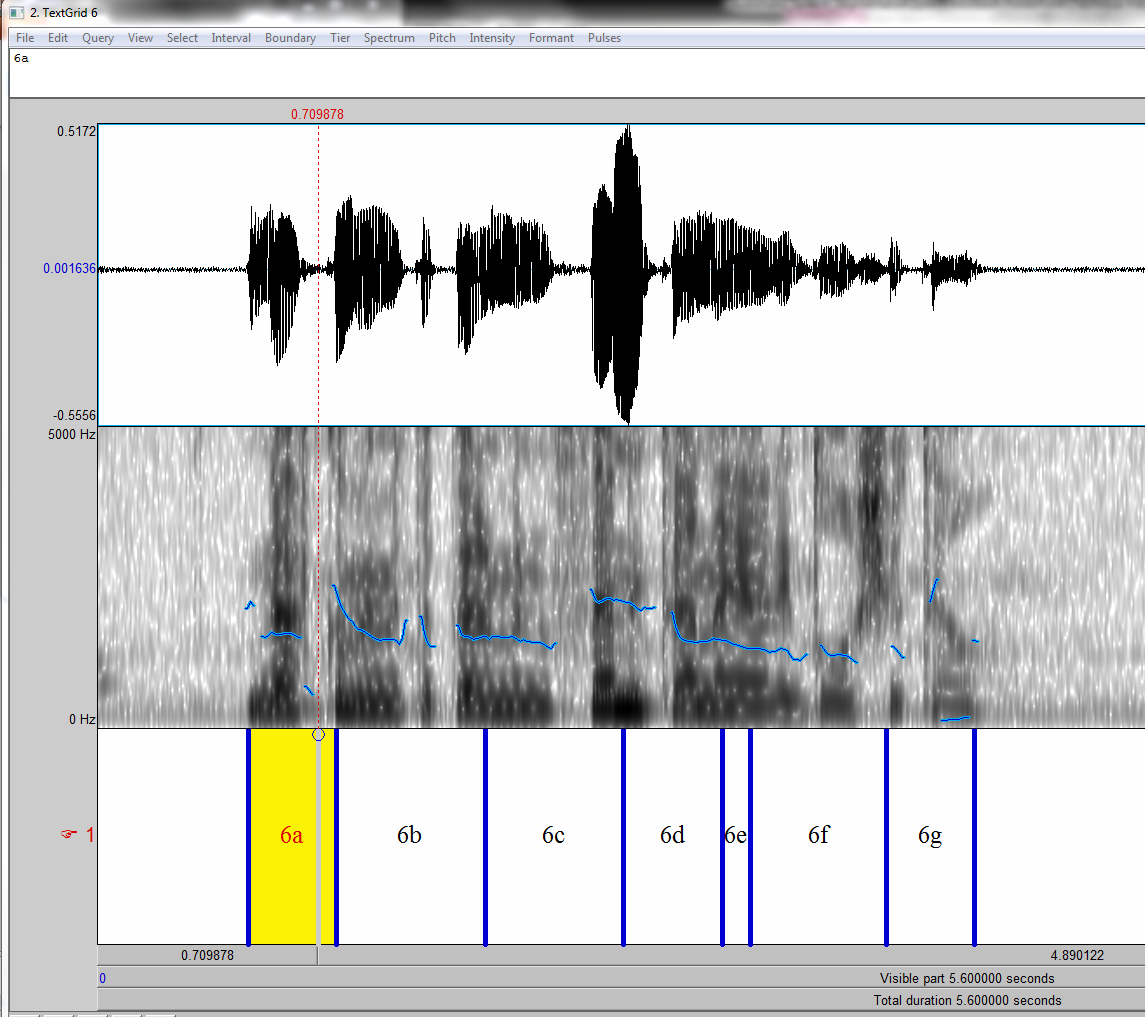 2. TextGrid 6
File Edit Query View Select Interval Boundary Tier Spectrum Pitch Intensity Formant Pulses
6a
0.709878
0.5172
0.001636
-0.5556
5000 Hz
0 Hz
☞ 1 6a 6b 6c 6d 6e 6f 6g
0.709878 4.890122
0 Visible part 5.600000 seconds
Total duration 5.600000 seconds